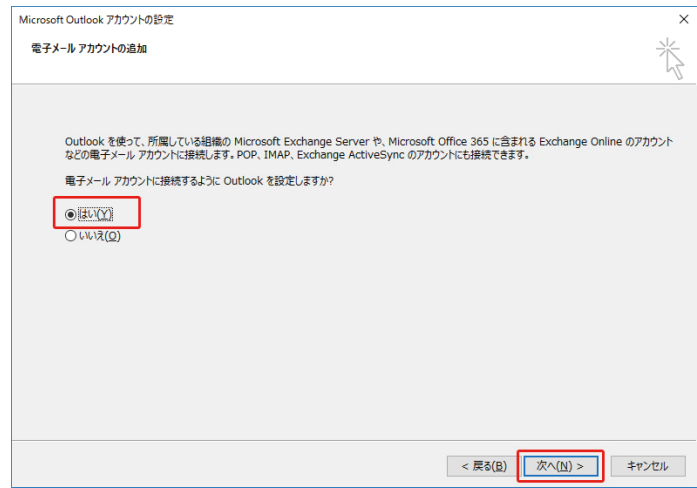 Microsoft Outlook アカウントの設定
電子メール アカウントの追加
Outlook を使って、所属している組織の Microsoft Exchange Server や、Microsoft Office 365 に含まれる Exchange Online のアカウント
などの電子メール アカウントに接続します。POP、IMAP、Exchange ActiveSync のアカウントにも接続できます。
電子メール アカウントに接続するように Outlook を設定しますか?
はい(Y)
いいえ(O)
< 戻る(B) 次へ(N) > キャンセル